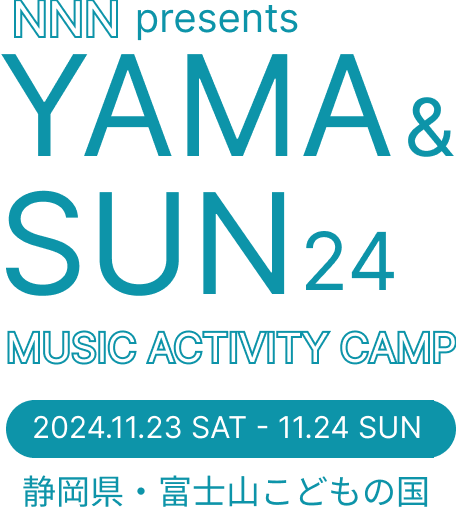 NNN presents
YAMA &
SUN 24
MUSIC ACTIVITY CAMP
2024.11.23 SAT - 11.24 SUN
静岡県・富士山こどもの国